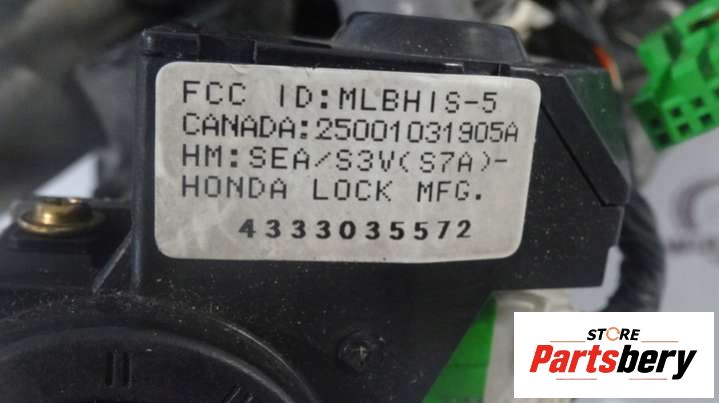 FCC ID:MLBHIS-5
CANADA:25001031905A
HM:SEA/S3V(S7A)-
HONDA LOCK MFG.
4333035572
STORE
Partsbery